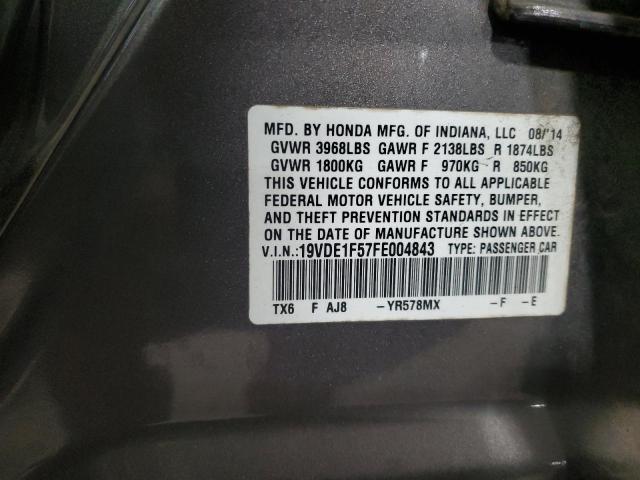 MFD. BY HONDA MFG. OF INDIANA, LLC 08/'14
GVWR 3968LBS GAWR F 2138LBS R 1874LBS
GVWR 1800KG GAWR F 970KG R 850KG
THIS VEHICLE CONFORMS TO ALL APPLICABLE
FEDERAL MOTOR VEHICLE SAFETY, BUMPER,
AND THEFT PREVENTION STANDARDS IN EFFECT
ON THE DATE OF MANUFACTURE SHOWN ABOVE.
V.I.N.:19VDE1F57FE004843 TYPE: PASSENGER CAR
TX6 F AJ8 -YR578MX -F -E